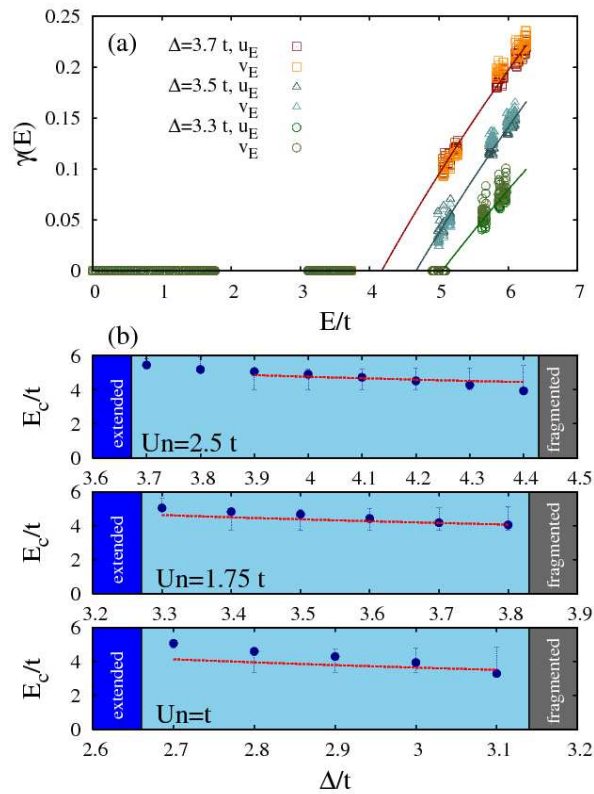 (a)
Δ=3.7 t, u_E
v_E
Δ=3.5 t, u_E
v_E
Δ=3.3 t, u_E
v_E
γ(E)
0.25
0.2
0.15
0.1
0.05
0
0 1 2 3 4 5 6 7
E/t
(b)
E_c/t
6
4
2
0
extended
Un=2.5 t
fragmented
3.6 3.7 3.8 3.9 4 4.1 4.2 4.3 4.4 4.5
E_c/t
6
4
2
0
extended
Un=1.75 t
fragmented
3.2 3.3 3.4 3.5 3.6 3.7 3.8 3.9
E_c/t
6
4
2
0
extended
Un=t
fragmented
2.6 2.7 2.8 2.9 3 3.1 3.2
Δ/t